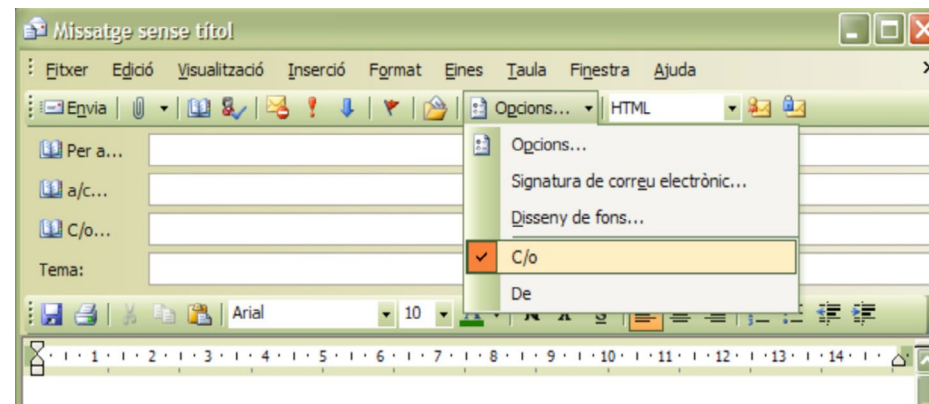 Missatge sense títol
Fitxer Edició Visualització Inserció Format Eines Taula Finestra Ajuda
Envia Opcions... HTML
Per a...
Opcions...
a/c...
Signatura de correu electrònic...
Disseny de fons...
C/o...
C/o
Tema:
De
Arial 10
1 2 3 4 5 6 7 8 9 10 11 12 13 14